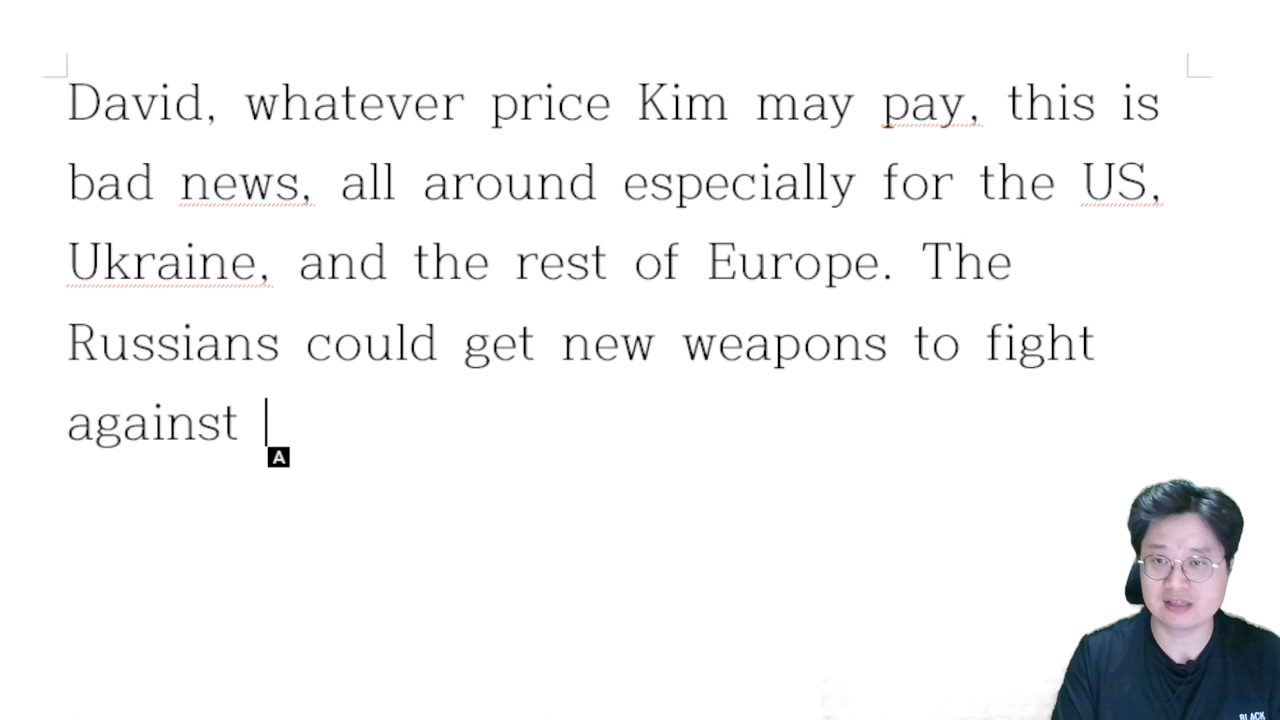 David, whatever price Kim may pay, this is
bad news, all around especially for the US,
Ukraine, and the rest of Europe. The
Russians could get new weapons to fight
against
A
BLACK